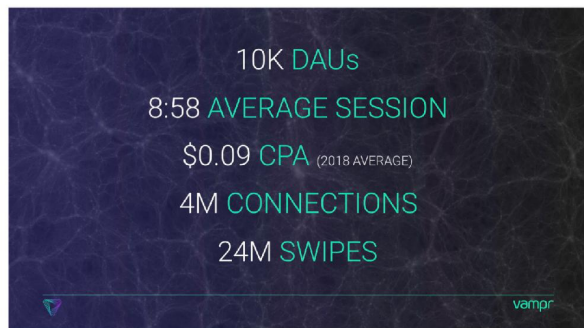 10K DAUs
8:58 AVERAGE SESSION
$0.09 CPA (2018 AVERAGE)
4M CONNECTIONS
24M SWIPES
vampr